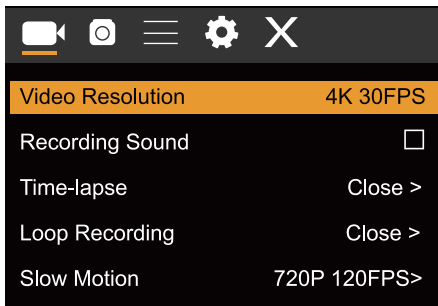 Video Resolution 4K 30FPS
Recording Sound
Time-lapse Close >
Loop Recording Close >
Slow Motion 720P 120FPS>